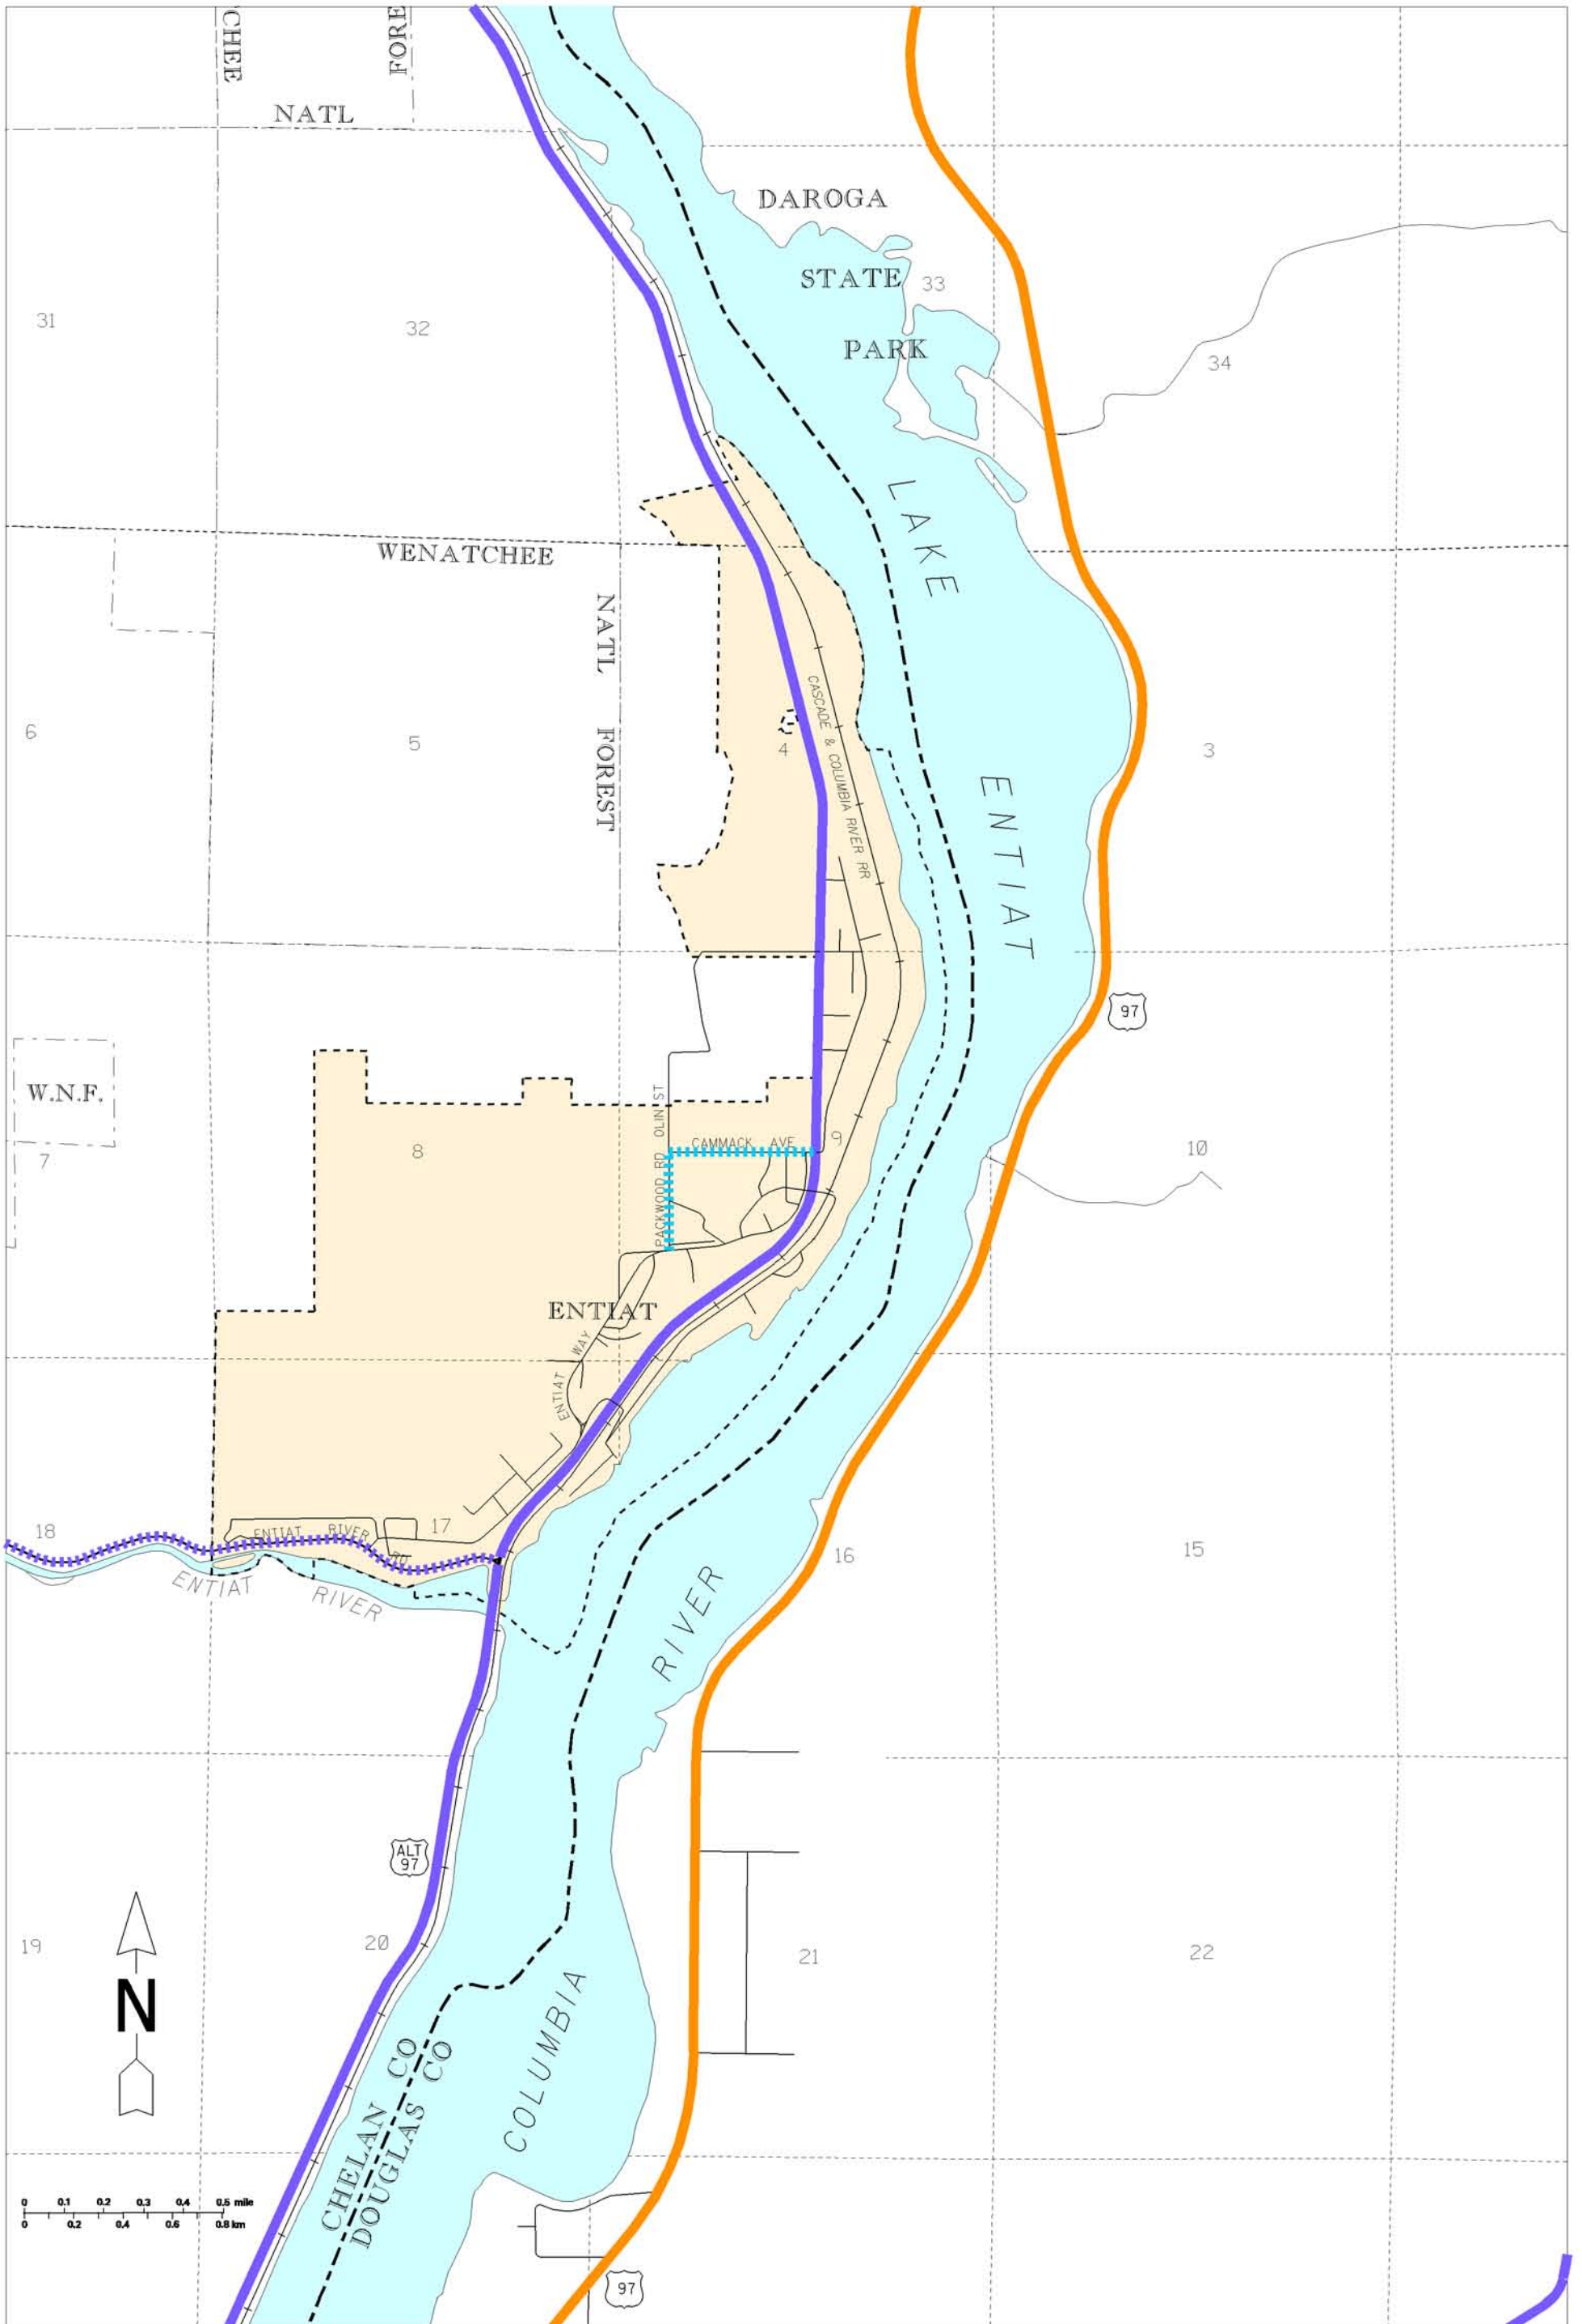 CHEE
FORE
NATL
DAROGA
STATE
33
PARK
31
32
34
LAKE
WENATCHEE
NATL
FOREST
CASCADE & COLUMBIA RIVER RR
6
5
4
3
ENTIAT
97
W.N.F.
OLIN ST
CAMMACK AVE
9
7
8
10
PACKWOOD RD
ENTIAT
ENTIAT WAY
18
ENTIAT RIVER RD
17
16
15
ENTIAT RIVER
RIVER
ALT
97
19
20
21
22
N
COLUMBIA
CHELAN CO
DOUGLAS CO
0 0.1 0.2 0.3 0.4 0.5 mile
0 0.2 0.4 0.6 0.8 km
97